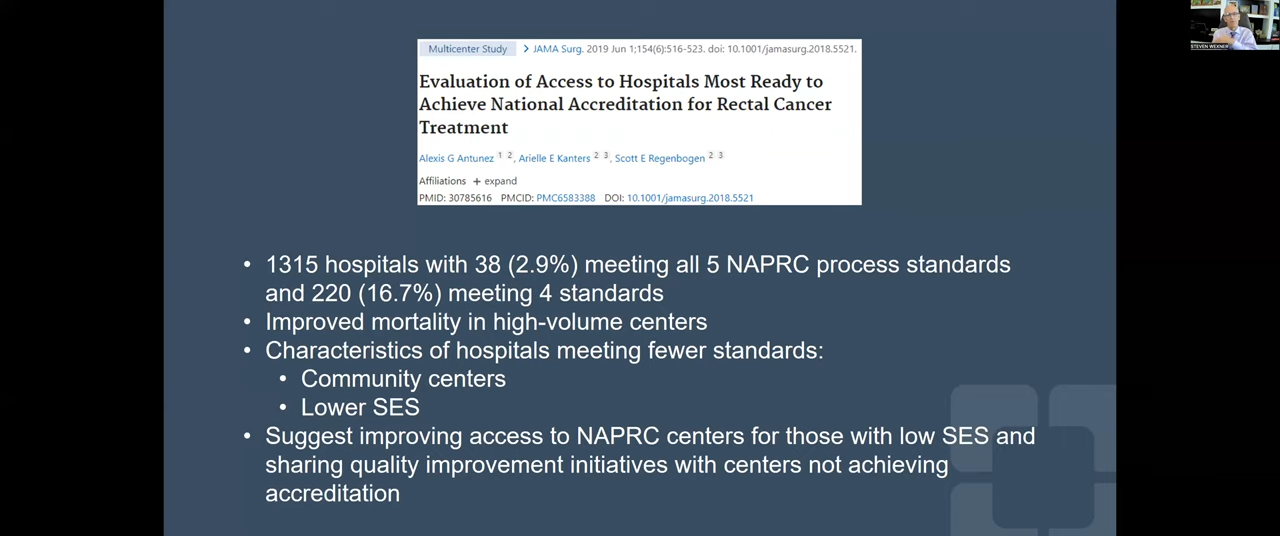 Multicenter Study > JAMA Surg. 2019 Jun 1;154(6):516-523. doi: 10.1001/jamasurg.2018.5521.
Evaluation of Access to Hospitals Most Ready to
Achieve National Accreditation for Rectal Cancer
Treatment
Alexis G Antunez 1 2, Arielle E Kanters 2 3, Scott E Regenbogen 2 3
Affiliations + expand
PMID: 30785616 PMCID: PMC6583388 DOI: 10.1001/jamasurg.2018.5521
• 1315 hospitals with 38 (2.9%) meeting all 5 NAPRC process standards
and 220 (16.7%) meeting 4 standards
• Improved mortality in high-volume centers
• Characteristics of hospitals meeting fewer standards:
• Community centers
• Lower SES
• Suggest improving access to NAPRC centers for those with low SES and
sharing quality improvement initiatives with centers not achieving
accreditation
STEVEN WEXNER